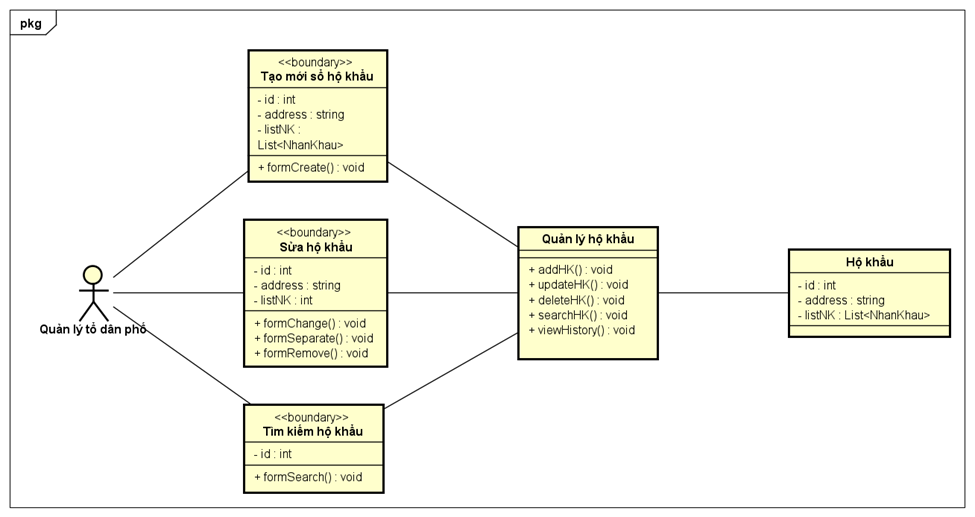 pkg
<<boundary>>
Tạo mới sổ hộ khẩu
- id : int
- address : string
- listNK :
List<NhanKhau>
+ formCreate() : void
<<boundary>>
Sửa hộ khẩu
- id : int
- address : string
- listNK : int
+ formChange() : void
+ formSeparate() : void
+ formRemove() : void
Quản lý tổ dân phố
<<boundary>>
Tìm kiếm hộ khẩu
- id : int
+ formSearch() : void
Quản lý hộ khẩu
+ addHK() : void
+ updateHK() : void
+ deleteHK() : void
+ searchHK() : void
+ viewHistory() : void
Hộ khẩu
- id : int
- address : string
- listNK : List<NhanKhau>